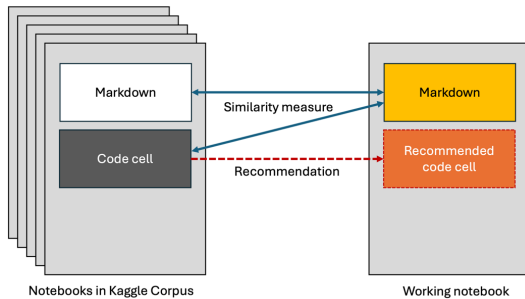 Markdown
Markdown
Similarity measure
Code cell
Recommended
code cell
Recommendation
Notebooks in Kaggle Corpus
Working notebook